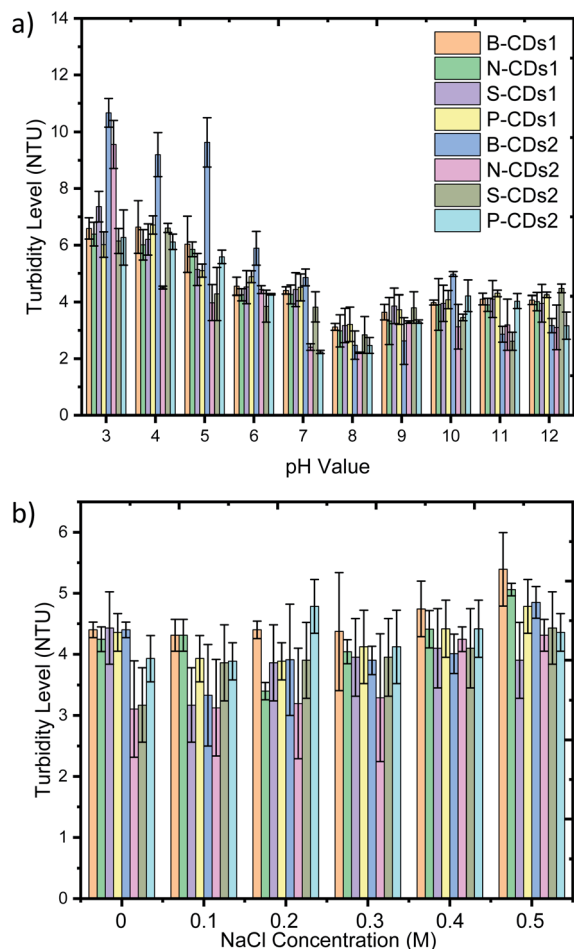 a)
14
12
10
8
6
4
2
0
Turbidity Level (NTU)
B-CDs1
N-CDs1
S-CDs1
P-CDs1
B-CDs2
N-CDs2
S-CDs2
P-CDs2
3 4 5 6 7 8 9 10 11 12
pH Value
b)
6
5
4
3
2
1
0
Turbidity Level (NTU)
0 0.1 0.2 0.3 0.4 0.5
NaCl Concentration (M)